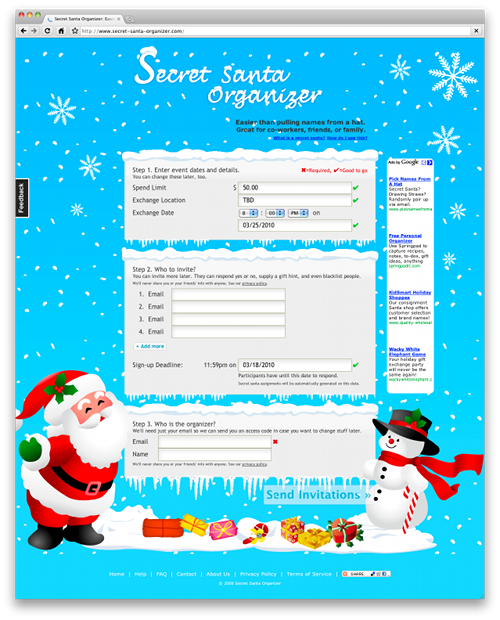 Secret Santa Organizer: Easi
http://www.secret-santa-organizer.com/
Secret Santa
Organizer
Easier than pulling names from a hat.
Great for co-workers, friends, or family.
What is a secret santa? How do I use this?
Feedback
Step 1. Enter event dates and details.
✖=Required, ✔=Good to go
You can change these later, too.
Spend Limit $ 50.00
Exchange Location TBD
Exchange Date 8 : 00 PM on
03/25/2010
Step 2. Who to invite?
You can invite more later. They can respond yes or no, supply a gift hint, and even blacklist people.
We'll never share you or your friends' info with anyone. See our privacy policy.
1. Email
2. Email
3. Email
4. Email
+ Add more
Sign-up Deadline: 11:59pm on 03/18/2010
Participants have until this date to respond.
Secret santa assignments will be automatically generated on this date.
Step 3. Who is the organizer?
We'll need just your email so we can send you an access code in case you want to change stuff later.
Email
Name
We'll never share you or your friends' info with anyone. See our privacy policy.
Send Invitations »
Ads by Google
Pick Names From
A Hat
Secret Santa?
Drawing Straws?
Randomly pair up
via email.
Free Personal
Organizer
Use Springpad to
capture recipes,
notes, to-dos, gift
ideas, anything
springpadit.com
KidSmart Holiday
Shoppes
Our consignment
Santa shop offers
customer selection
and brand names!
www.quality-wholesal
Wacky White
Elephant Game
Your holiday gift
exchange party
will never be the
same again!
wackywhiteelephant.c
Home | Help | FAQ | Contact | About Us | Privacy Policy | Terms of Service | SHARE
© 2008 Secret Santa Organizer